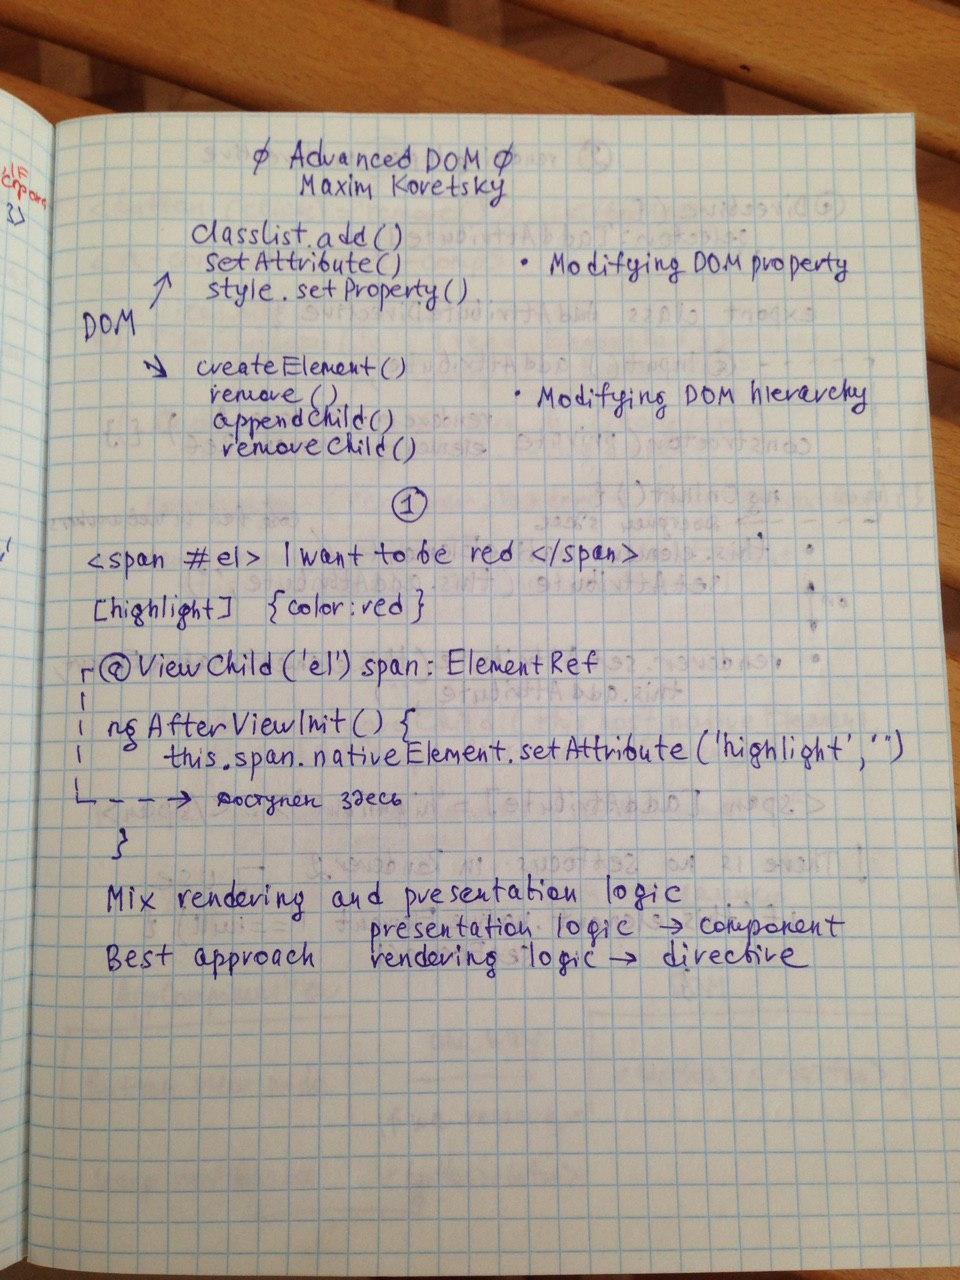 ∅ Advanced DOM ∅
Maxim Koretsky
classlist.add()
setAttribute()
• Modifying DOM property
style.setProperty()
DOM
createElement()
remove()
• Modifying DOM hierarchy
appendChild()
removeChild()
1
<span #el> I want to be red </span>
[highlight] {color:red}
@ViewChild('el') span: ElementRef
ngAfterViewInit() {
this.span.nativeElement.setAttribute('highlight','')
доступен здесь
}
Mix rendering and presentation logic
presentation logic → component
Best approach rendering logic → directive